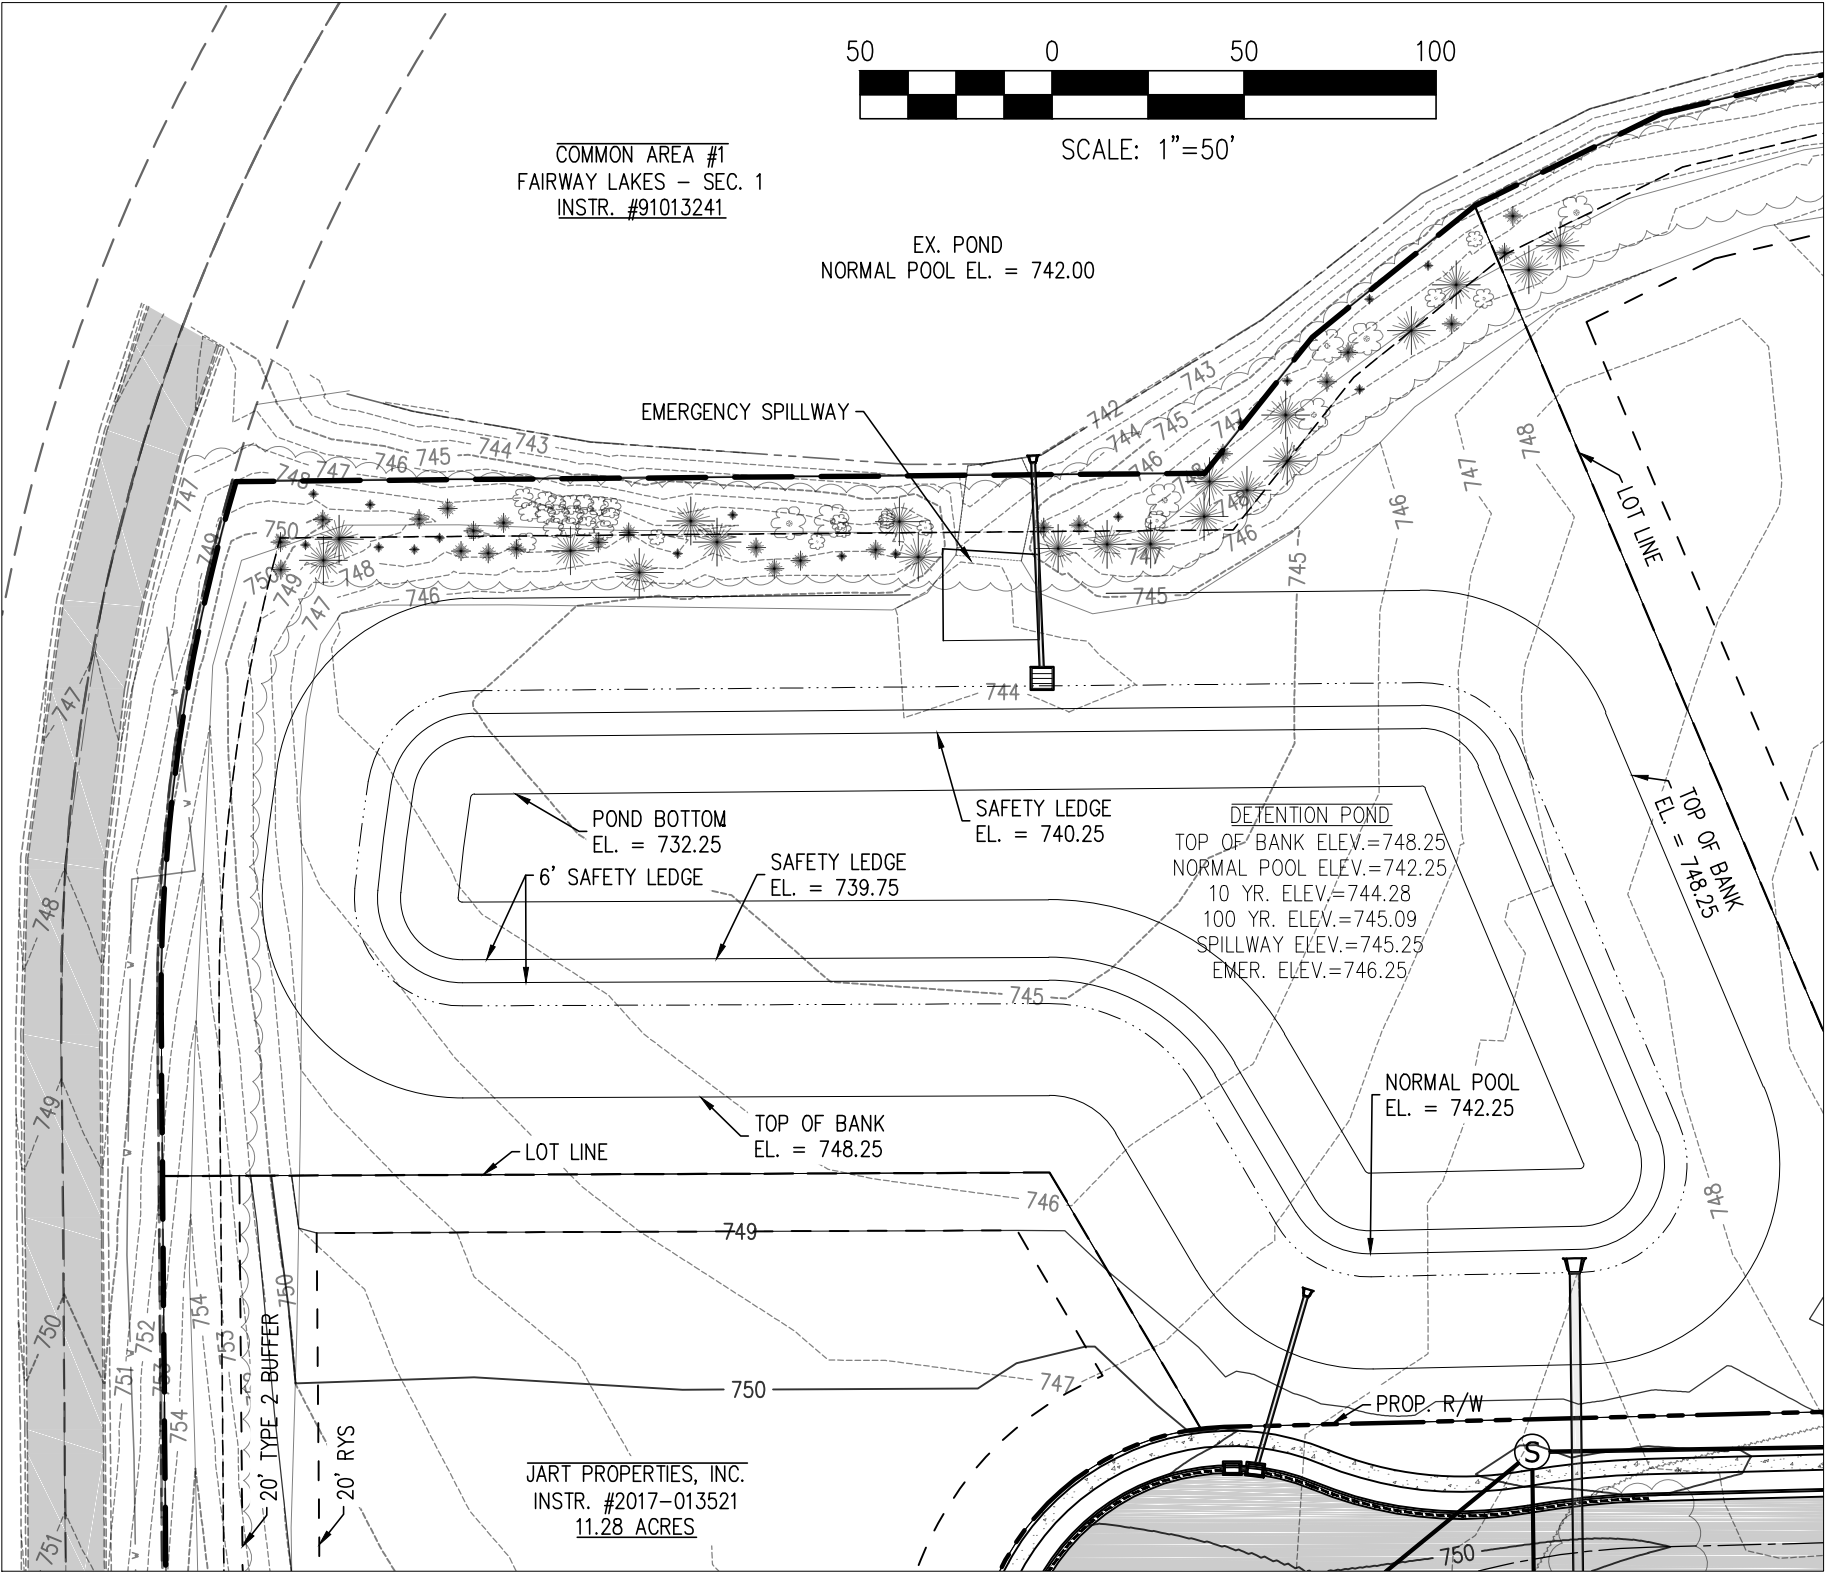 50 0 50 100
SCALE: 1"=50'
COMMON AREA #1
FAIRWAY LAKES – SEC. 1
INSTR. #91013241
EX. POND
NORMAL POOL EL. = 742.00
EMERGENCY SPILLWAY
743
742
744
745
746
747
748
748
747
746
745
744
743
747
748
749
750
750
749
748
747
746
747
746
745
745
746
747
748
LOT LINE
744
747
POND BOTTOM
EL. = 732.25
SAFETY LEDGE
EL. = 740.25
6' SAFETY LEDGE
SAFETY LEDGE
EL. = 739.75
DETENTION POND
TOP OF BANK ELEV.=748.25
NORMAL POOL ELEV.=742.25
10 YR. ELEV.=744.28
100 YR. ELEV.=745.09
SPILLWAY ELEV.=745.25
EMER. ELEV.=746.25
TOP OF BANK
EL. = 748.25
748
745
749
NORMAL POOL
EL. = 742.25
TOP OF BANK
EL. = 748.25
LOT LINE
746
748
749
750
750
754
752
753
751
753
754
750
747
20' TYPE 2 BUFFER
20' RYS
PROP. R/W
S
JART PROPERTIES, INC.
INSTR. #2017-013521
11.28 ACRES
751
750